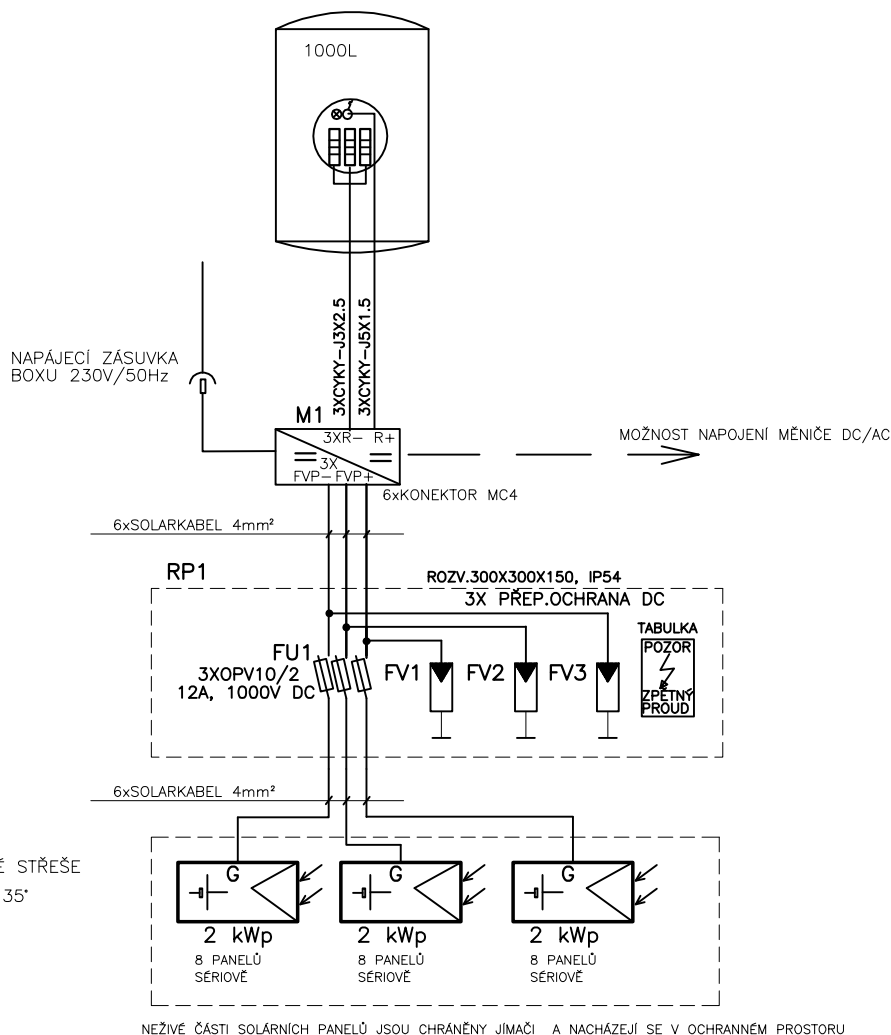 1000L
3XCYKY-J3X2.5
3XCYKY-J5X1.5
NAPÁJECÍ ZÁSUVKA
BOXU 230V/50Hz
M1
3XR- R+
3X
FVP- FVP+
MOŽNOST NAPOJENÍ MĚNIČE DC/AC
6xKONEKTOR MC4
6xSOLARKABEL 4mm²
RP1
ROZV.300X300X150, IP54
3X PŘEP.OCHRANA DC
TABULKA
POZOR
ZPĚTNÝ
PROUD
FU1
3XOPV10/2
12A, 1000V DC
FV1
FV2
FV3
6xSOLARKABEL 4mm²
É STŘEŠE
35°
G
G
G
2 kWp
2 kWp
2 kWp
8 PANELŮ
SÉRIOVĚ
8 PANELŮ
SÉRIOVĚ
8 PANELŮ
SÉRIOVĚ
NEŽIVÉ ČÁSTI SOLÁRNÍCH PANELŮ JSOU CHRÁNĚNY JÍMAČI A NACHÁZEJÍ SE V OCHRANNÉM PROSTORU